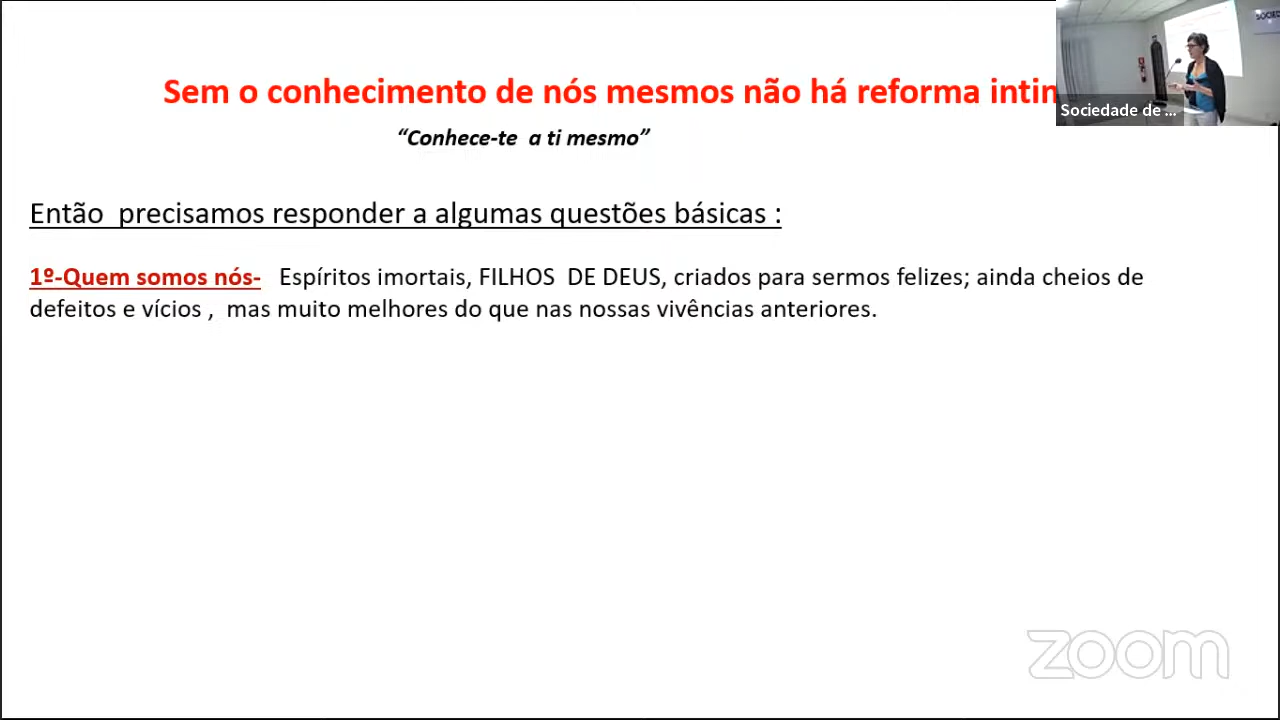 Sem o conhecimento de nós mesmos não há reforma
“Conhece-te a ti mesmo”
Então precisamos responder a algumas questões básicas :
1º-Quem somos nós- Espíritos imortais, FILHOS DE DEUS, criados para sermos felizes; ainda cheios de
defeitos e vícios , mas muito melhores do que nas nossas vivências anteriores.
Sociedade de ...
zoom